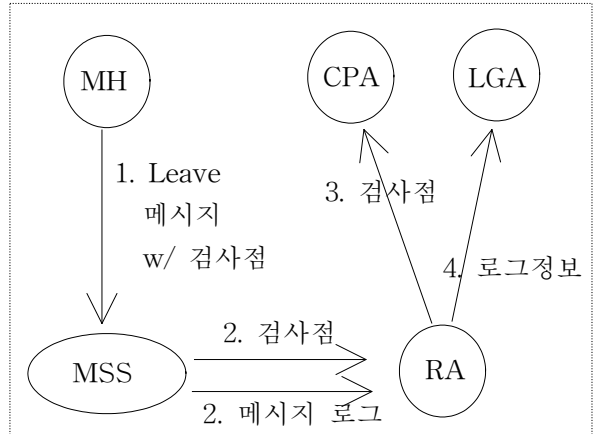 MH
CPA
LGA
1. Leave
메시지
w/ 검사점
3. 검사점
4. 로그정보
2. 검사점
MSS
RA
2. 메시지 로그